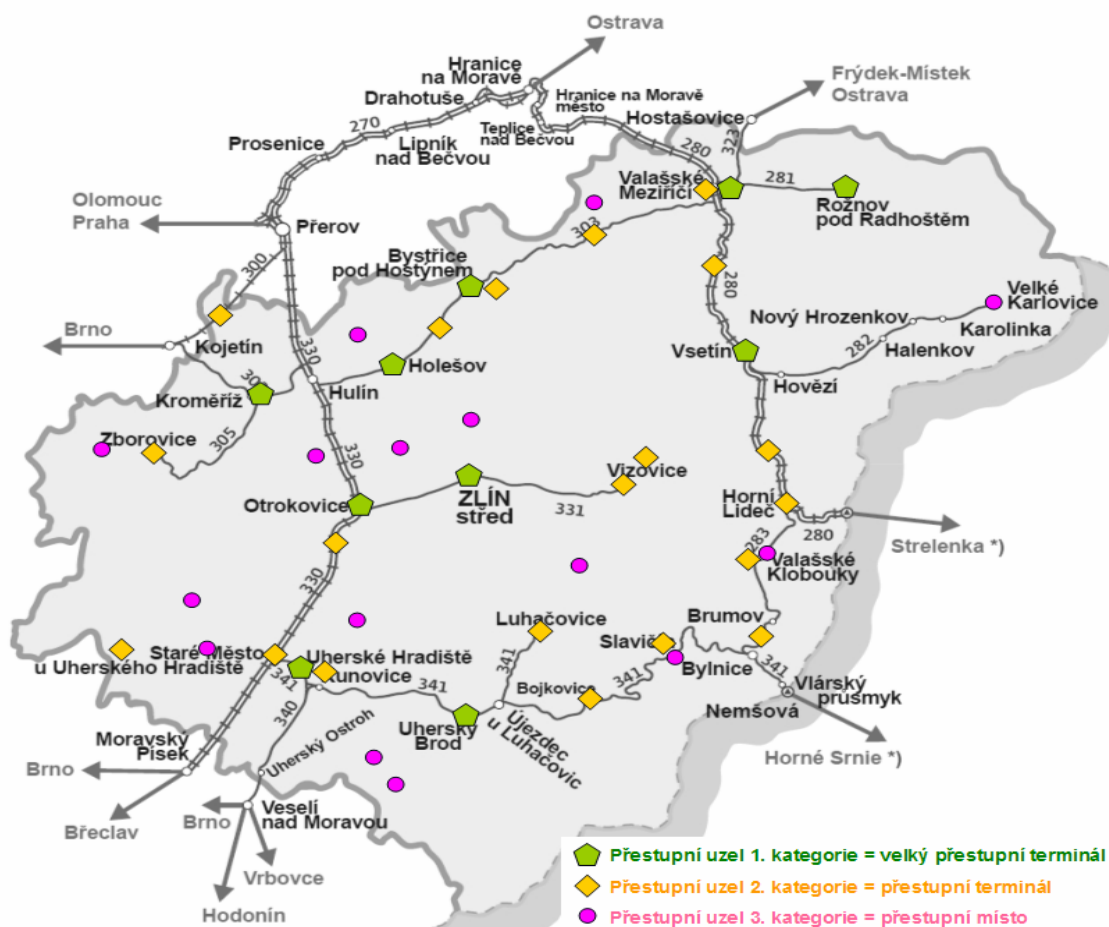 Ostrava
Hranice
na Moravě
Frýdek-Místek
Ostrava
Drahotuše
Hranice na Moravě
město
Hostašovice
270
Teplice
nad Bečvou
Prosenice
Lipník
nad Bečvou
280
323
Valašské
Meziříčí
281
Rožnov
pod Radhoštěm
Olomouc
Praha
Přerov
303
Bystřice
pod Hostýnem
300
280
Velké
Karlovice
Nový Hrozenkov
Karolinka
Brno
Kojetín
330
Vsetín
282
Halenkov
Holešov
Hovězí
Hulín
Kroměříž
305
Zborovice
330
Vizovice
Otrokovice
ZLÍN
střed
331
Horní
Lideč
280
Strelenka *)
283
Valašské
Klobouky
330
Luhačovice
Brumov
Slavič
Staré Město
u Uherského Hradiště
Uherské Hradiště
Kunovice
341
341
341
Bojkovice
341
Bylnice
341
Vlárský
průsmyk
340
Nemšová
Uherský
Brod
Újezdec
u Luhačovic
Moravský
Písek
Uherský Ostroh
Horné Srnie *)
Brno
Brno
Veselí
nad Moravou
Břeclav
Vrbovce
Hodonín
Přestupní uzel 1. kategorie = velký přestupní terminál
Přestupní uzel 2. kategorie = přestupní terminál
Přestupní uzel 3. kategorie = přestupní místo